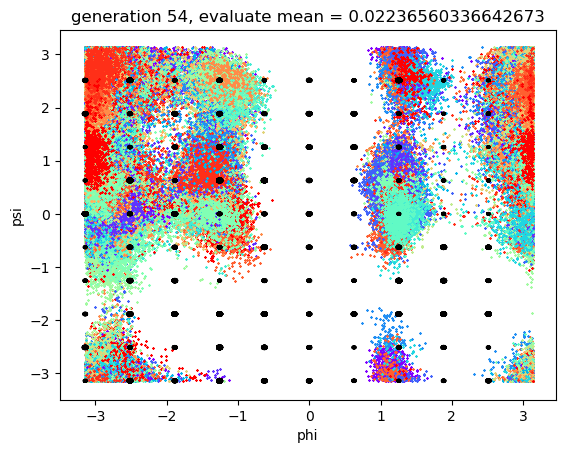 generation 54, evaluate mean = 0.02236560336642673
3
2
1
0
−1
−2
−3
psi
−3 −2 −1 0 1 2 3
phi